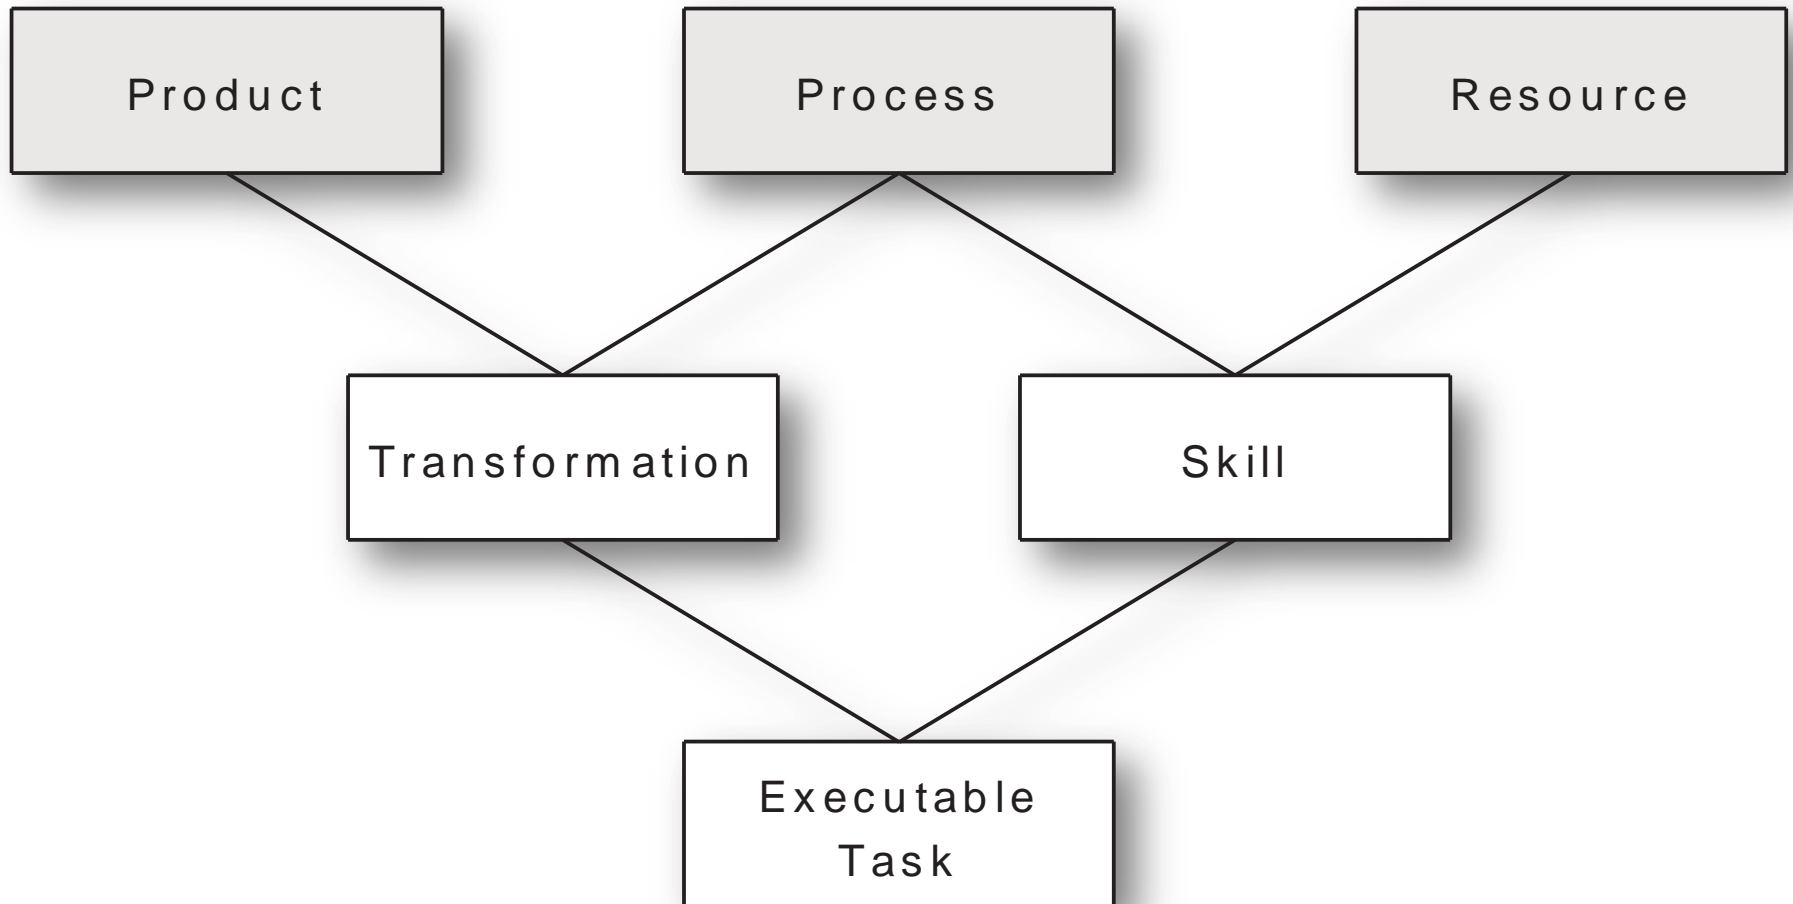 Product
Process
Resource
Transformation
Skill
Executable
Task